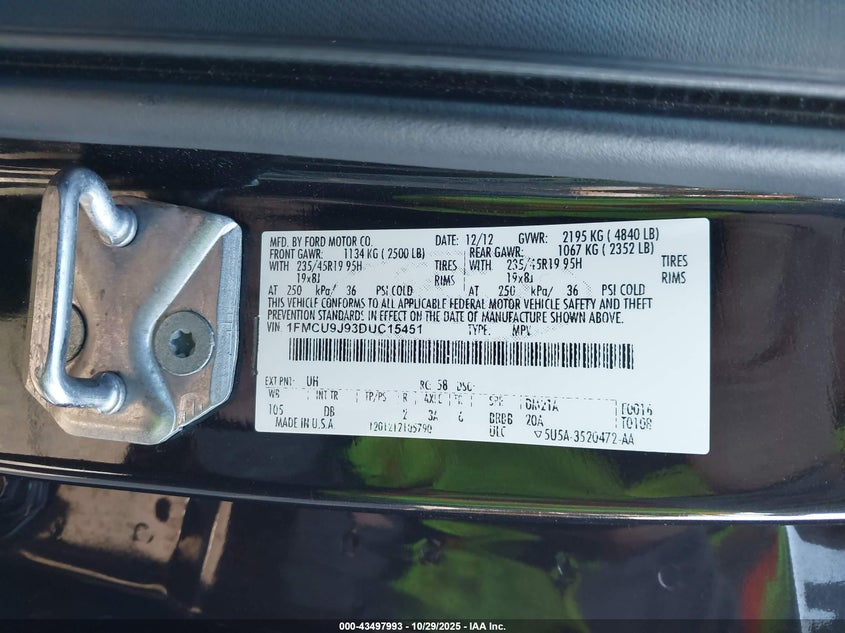 MFD. BY FORD MOTOR CO. 12/12 GVWR: 2195 KG ( 4840 LB)
FRONT GAWR: 1134 KG ( 2500 LB) REAR GAWR: 1067 KG ( 2352 LB)
WITH 235/45R19 95H TIRES WITH 235/45R19 95H TIRES
19x8J RIMS 19x8J RIMS
AT 250 kPa/ 36 PSI COLD AT 250 kPa/ 36 PSI COLD
THIS VEHICLE CONFORMS TO ALL APPLICABLE FEDERAL MOTOR VEHICLE SAFETY AND THEFT
PREVENTION STANDARDS IN EFFECT ON THE DATE OF MANUFACTURE SHOWN ABOVE.
VIN: 1FMCU9J93DUC15451 TYPE: MPV
EXT PNT: UH RC: 58 DSO:
WB INT TR TP/PS R AXLE TR SPR
105 DB 2 3A 6 BRBB 20A T0016
MADE IN U.S.A. ULC ▽5U5A-3520472-AA
000-43497993 - 10/29/2025 - IAA Inc.